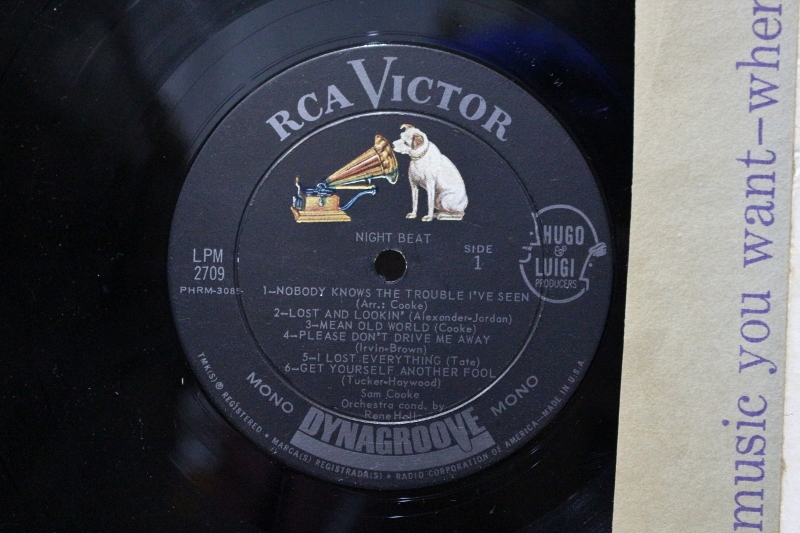 RCA VICTOR
NIGHT BEAT
SIDE
1
HUGO
&
LUIGI
PRODUCERS
LPM
2709
1-NOBODY KNOWS THE TROUBLE I'VE SEEN
(Arr.: Cooke)
2-LOST AND LOOKIN' (Alexander-Jordan)
3-MEAN OLD WORLD (Cooke)
4-PLEASE DON'T DRIVE ME AWAY
(Irvin-Brown)
5-I LOST EVERYTHING (Tate)
6-GET YOURSELF ANOTHER FOOL
(Tucker-Haywood)
Sam Cooke
Orchestra cond. by
Rene
MONO DYNAGROOVE MONO
TMK(S) ® REGISTERED • MARCA(S) REGISTRADA(S) • RADIO CORPORATION OF AMERICA—MADE IN U.S.A.
music you want—wher